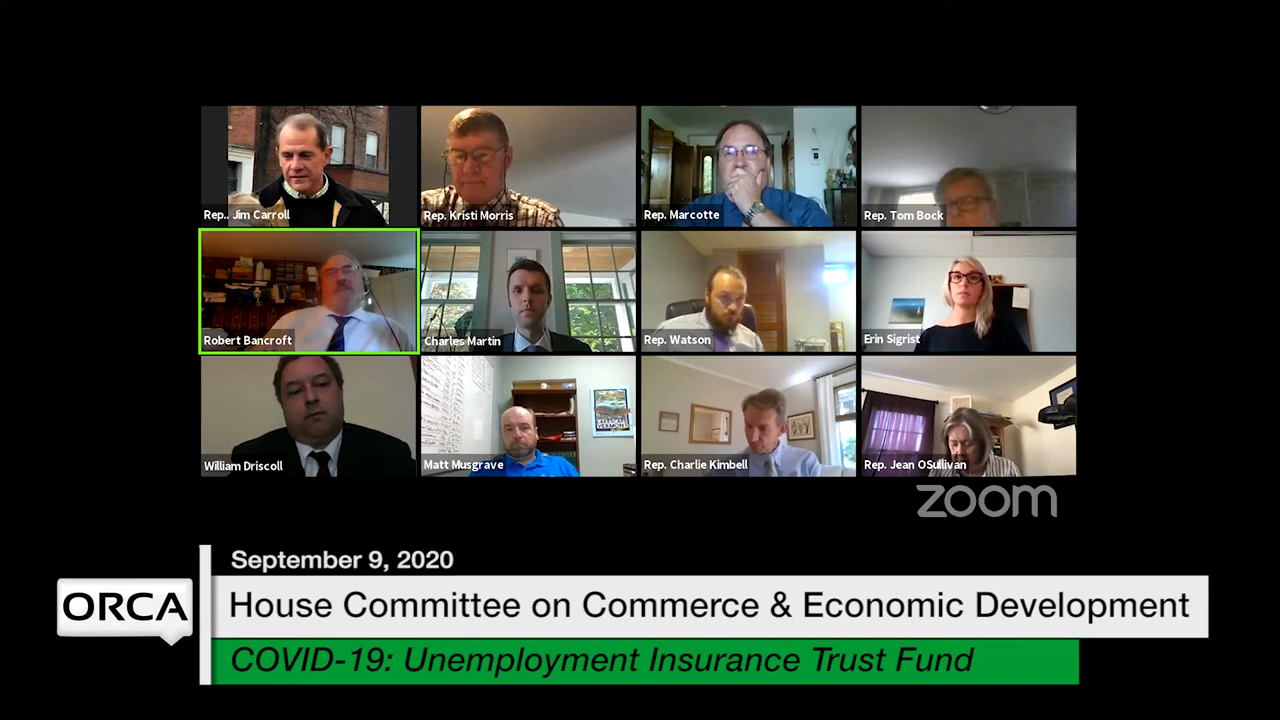 Rep.. Jim Carroll
Rep. Kristi Morris
Rep. Marcotte
Rep. Tom Bock
Robert Bancroft
Charles Martin
Rep. Watson
Erin Sigrist
William Driscoll
Matt Musgrave
Rep. Charlie Kimbell
Rep. Jean OSullivan
zoom
September 9, 2020
ORCA
House Committee on Commerce & Economic Development
COVID-19: Unemployment Insurance Trust Fund